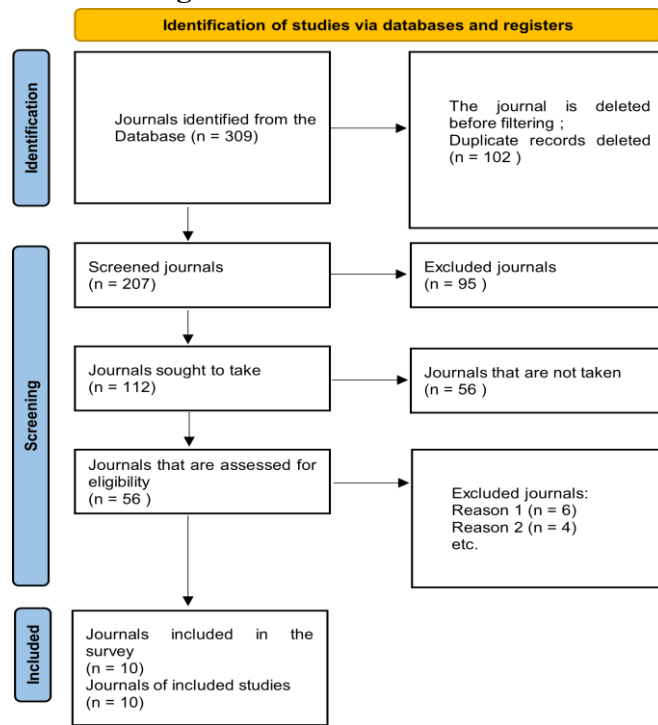 Identification of studies via databases and registers
Identification
Journals identified from the
Database (n = 309)
The journal is deleted
before filtering ;
Duplicate records deleted
(n = 102 )
Screening
Screened journals
(n = 207)
Excluded journals
(n = 95 )
Journals sought to take
(n = 112)
Journals that are not taken
(n = 56 )
Journals that are assessed for
eligibility
(n = 56 )
Excluded journals:
Reason 1 (n = 6)
Reason 2 (n = 4)
etc.
Included
Journals included in the
survey
(n = 10)
Journals of included studies
(n = 10)